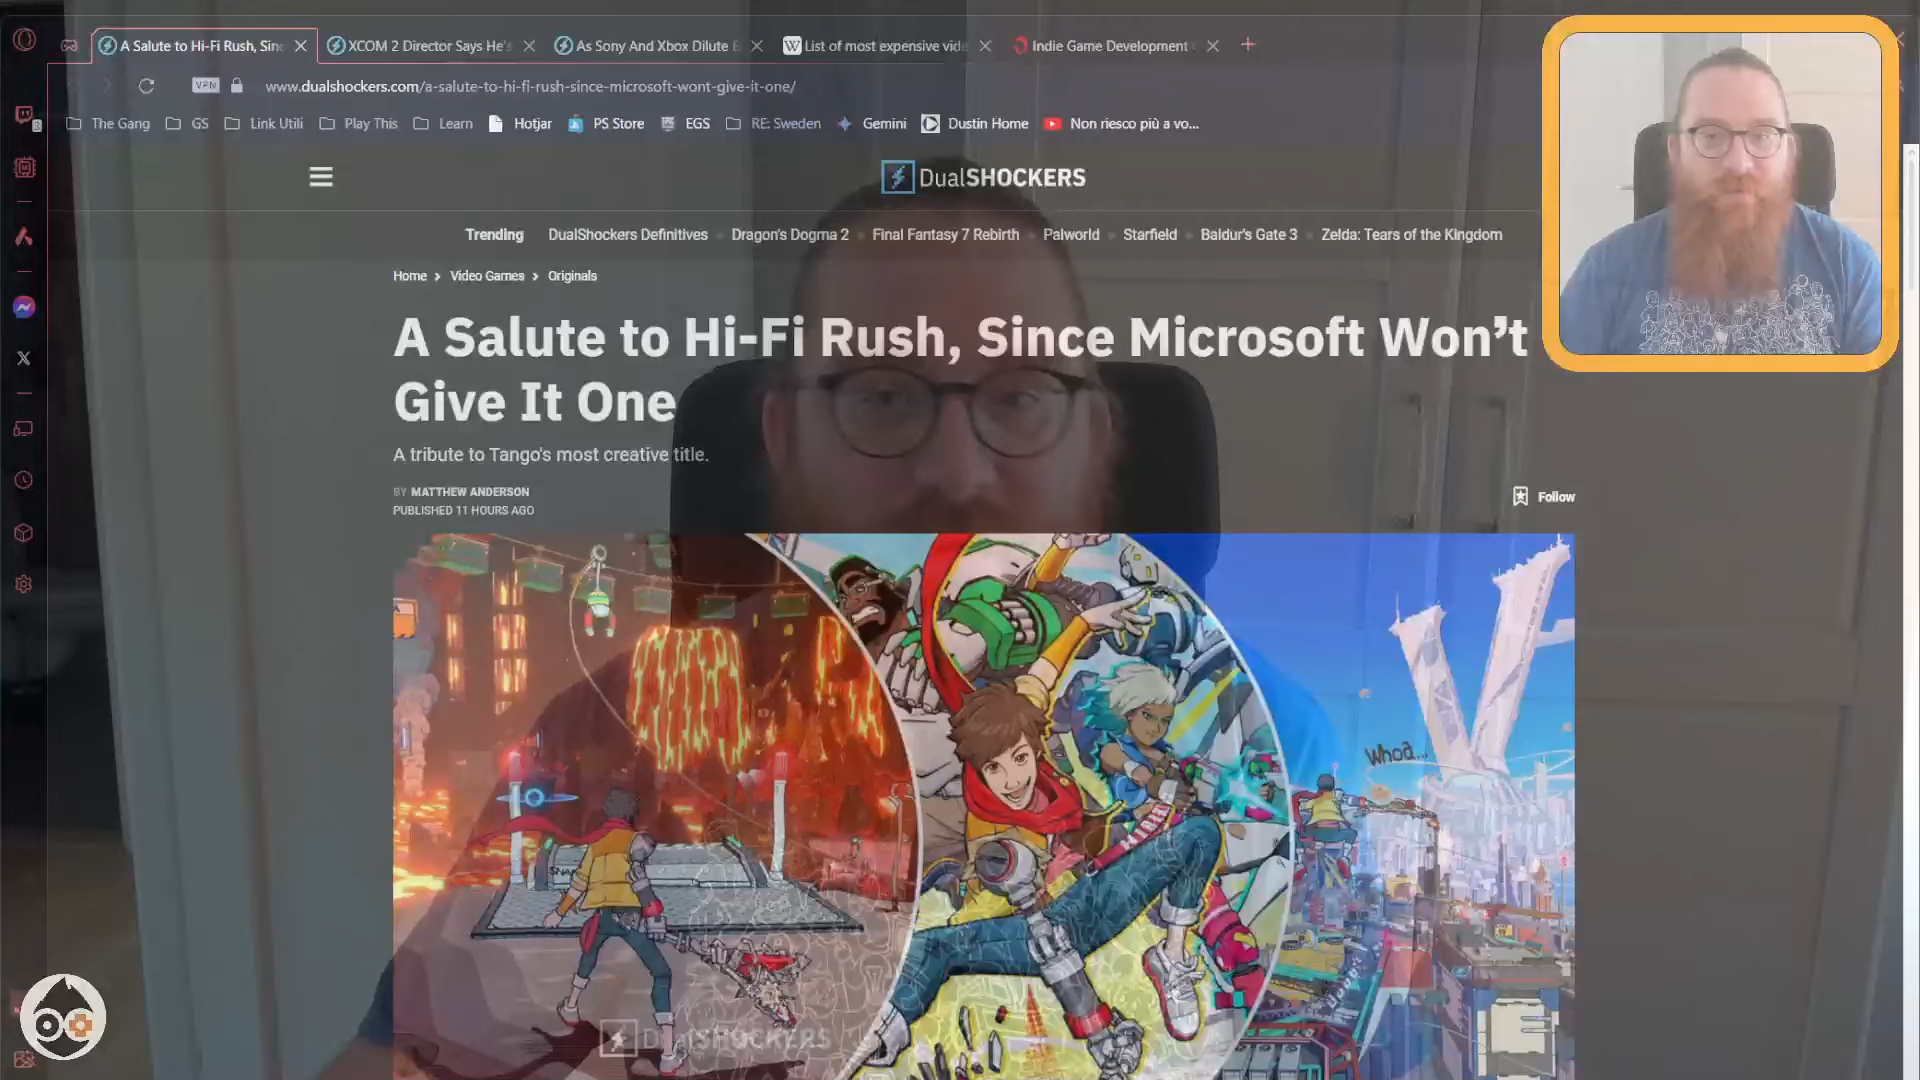 A Salute to Hi-Fi Rush, Sinc
XCOM 2 Director Says He's
As Sony And Xbox Dilute E
W List of most expensive vide
Indie Game Development
VPN www.dualshockers.com/a-salute-to-hi-fi-rush-since-microsoft-wont-give-it-one/
The Gang GS Link Utili Play This Learn Hotjar PS Store EGS RE: Sweden Gemini Dustin Home Non riesco più a vo...
DualSHOCKERS
Trending DualShockers Definitives Dragon's Dogma 2 Final Fantasy 7 Rebirth Palworld Starfield Baldur's Gate 3 Zelda: Tears of the Kingdom
Home > Video Games > Originals
A Salute to Hi-Fi Rush, Since Microsoft Won't
Give It One
A tribute to Tango's most creative title.
BY MATTHEW ANDERSON
PUBLISHED 11 HOURS AGO
Follow
Whoa...
DualSHOCKERS